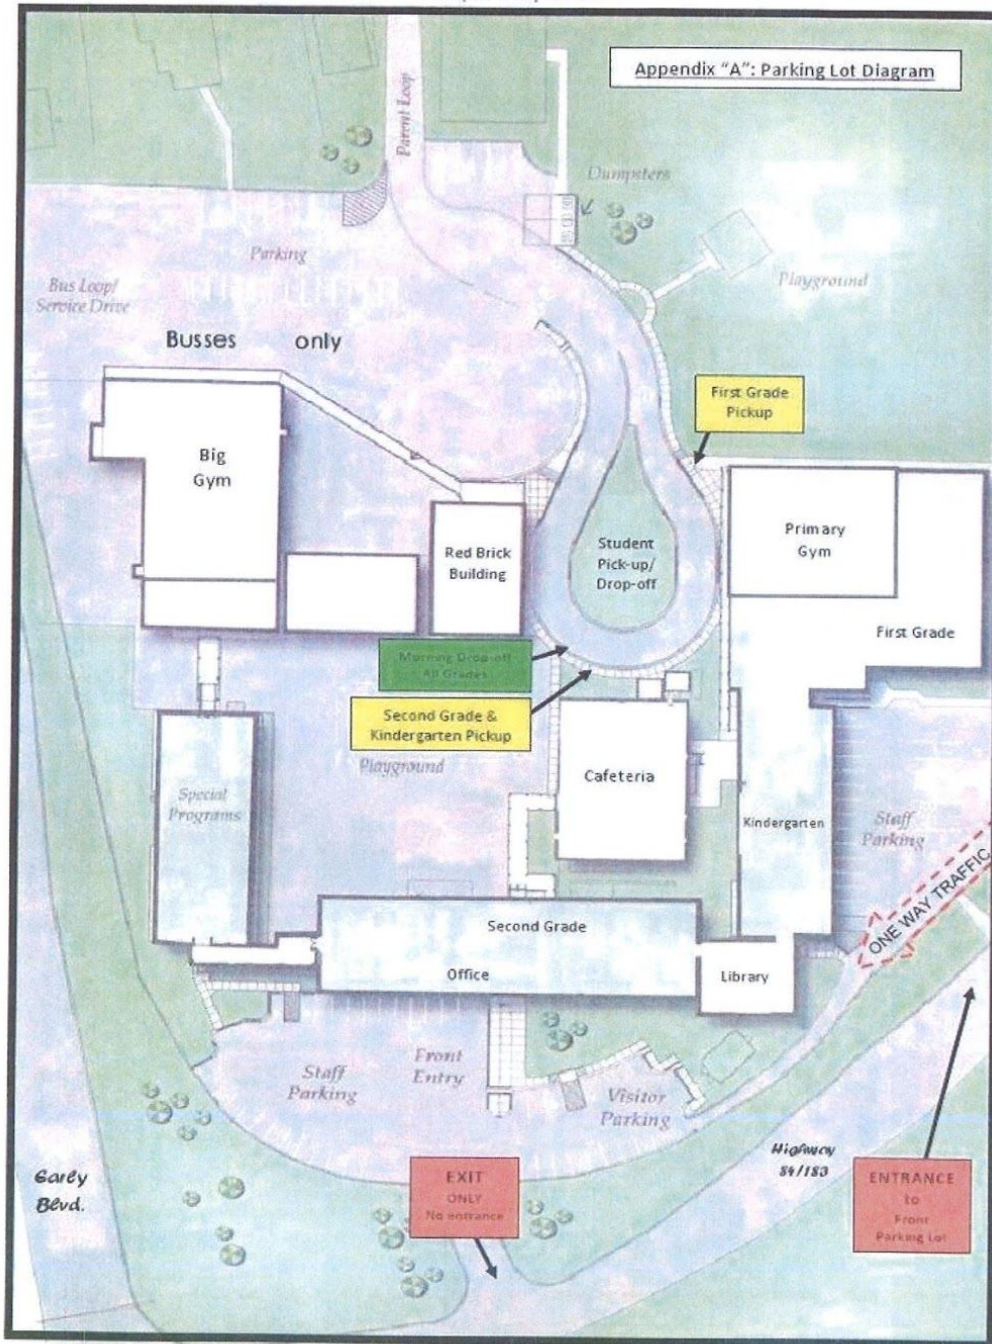 Appendix "A": Parking Lot Diagram
Parent Loop
Dumpsters
Parking
Playground
Bus Loop/
Service Drive
Busses only
First Grade
Pickup
Big
Gym
Red Brick
Building
Student
Pick-up/
Drop-off
Primary
Gym
First Grade
Morning Drop-off
All Grades
Second Grade &
Kindergarten Pickup
Playground
Cafeteria
Special
Programs
Kindergarten
Staff
Parking
ONE WAY TRAFFIC
Second Grade
Office
Library
Staff
Parking
Front
Entry
Visitor
Parking
Highway
84/183
Early
Blvd.
EXIT
ONLY
No entrance
ENTRANCE
to
Front
Parking Lot